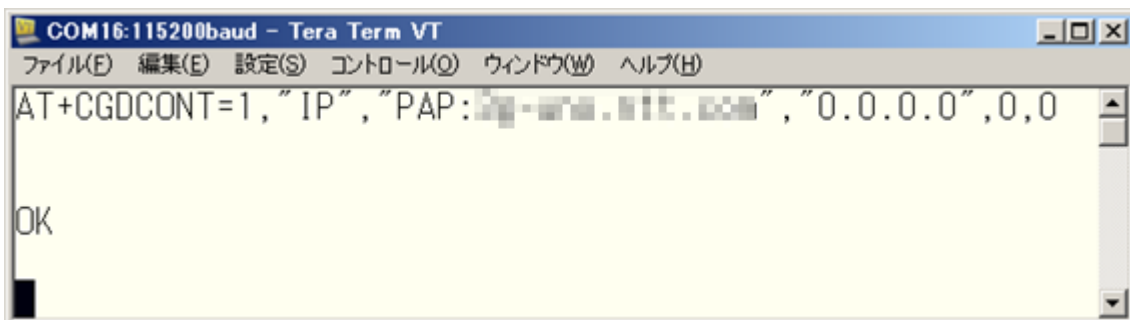 COM16:115200baud - Tera Term VT
ファイル(F) 編集(E) 設定(S) コントロール(O) ウィンドウ(W) ヘルプ(H)
AT+CGDCONT=1,"IP","PAP:","0.0.0.0",0,0
OK